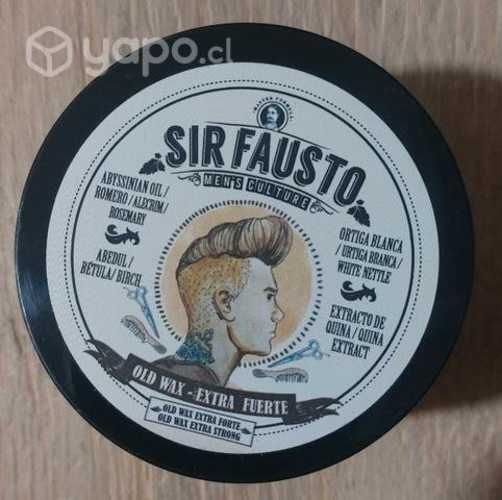 yapo.cl
SIR FAUSTO
MEN'S CULTURE
ABYSSINIAN OIL /
ROMERO / ALECRIM /
ROSEMARY
ABEDUL /
BÉTULA / BIRCH
ORTIGA BLANCA
/ URTIGA BRANCA /
WHITE NETTLE
EXTRACTO DE
QUINA / QUINA
EXTRACT
OLD WAX - EXTRA FUERTE
OLD WAX EXTRA FORTE
OLD WAX EXTRA STRONG